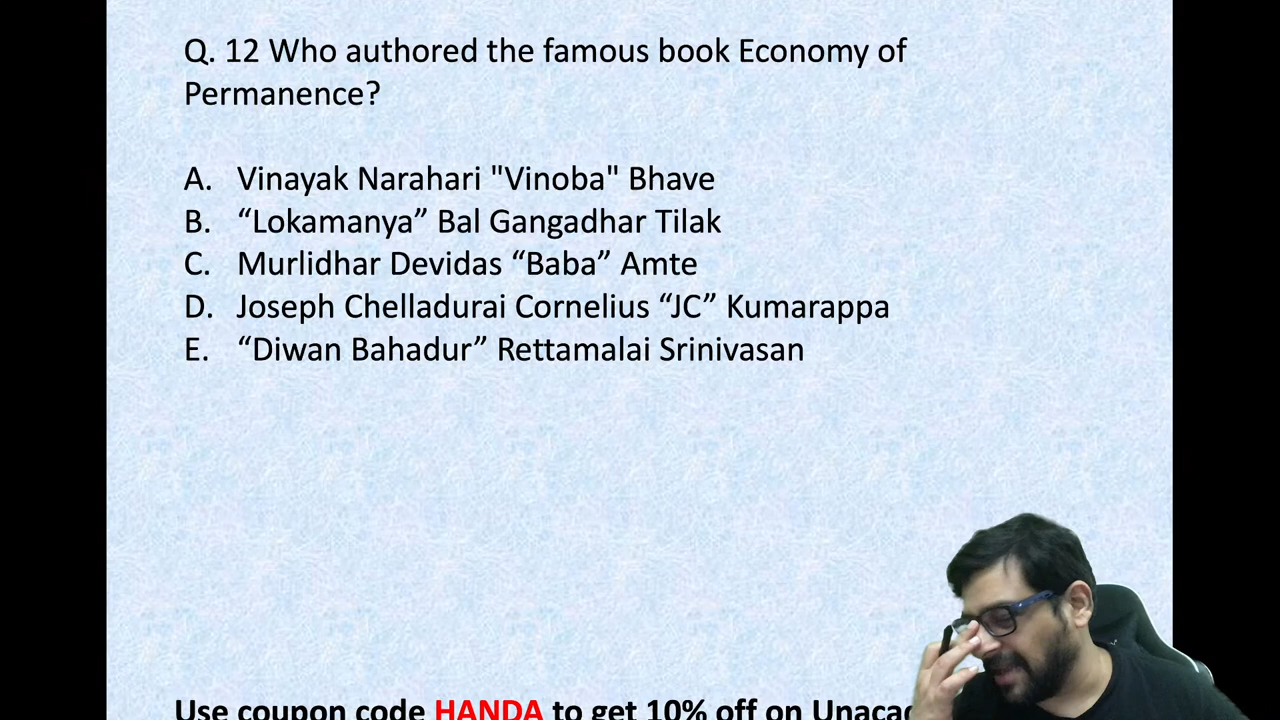 Q. 12 Who authored the famous book Economy of
Permanence?
A. Vinayak Narahari "Vinoba" Bhave
B. “Lokamanya” Bal Gangadhar Tilak
C. Murlidhar Devidas “Baba” Amte
D. Joseph Chelladurai Cornelius “JC” Kumarappa
E. “Diwan Bahadur” Rettamalai Srinivasan
Use coupon code HANDA to get 10% off on